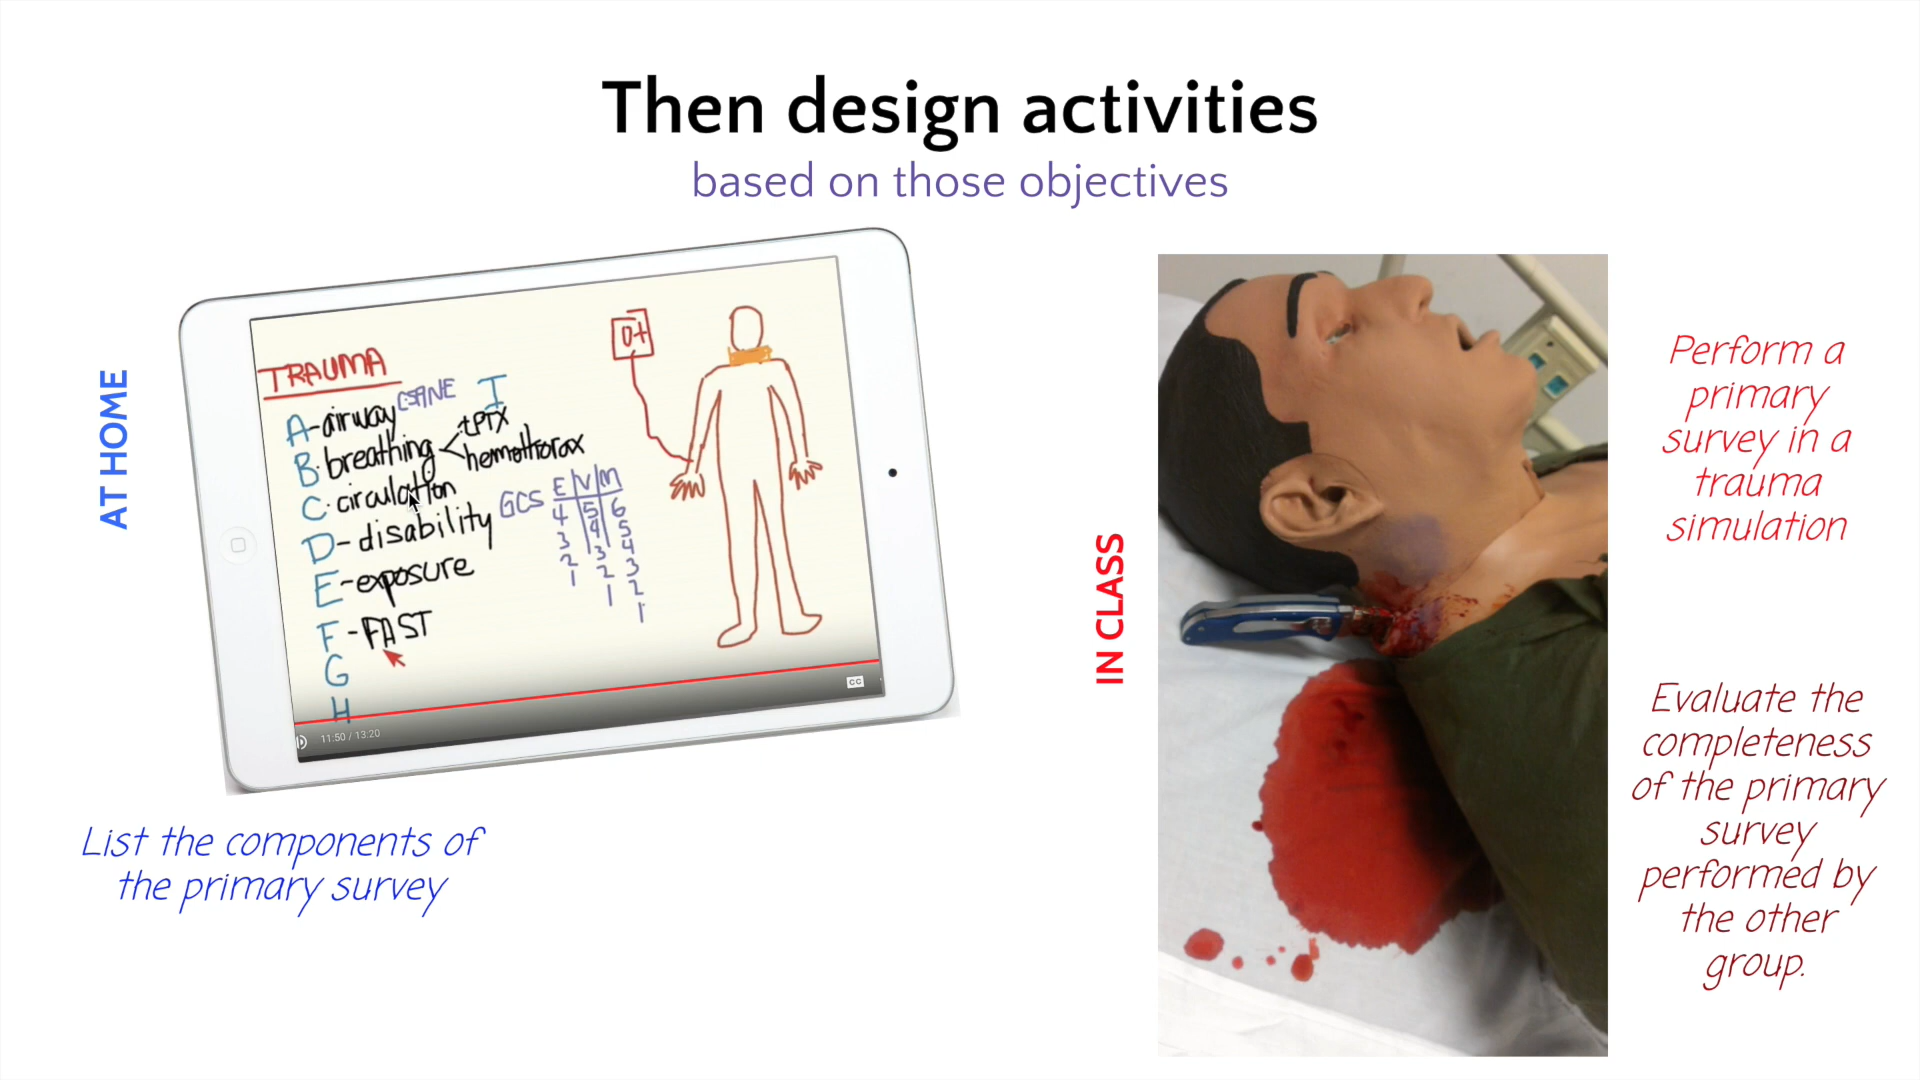 Then design activities
based on those objectives
AT HOME
TRAUMA
A-airway CSPINE I
B-breathing < tPTX
hemothorax
C-circulation
D-disability GCS
E-exposure
F-FAST
G
H
E V M
4 5 6
3 4 5
2 3 4
1 2 3
1 2
1
O+
CC
11:50 / 13:20
List the components of
the primary survey
IN CLASS
Perform a
primary
survey in a
trauma
simulation
Evaluate the
completeness
of the primary
survey
performed by
the other
group.